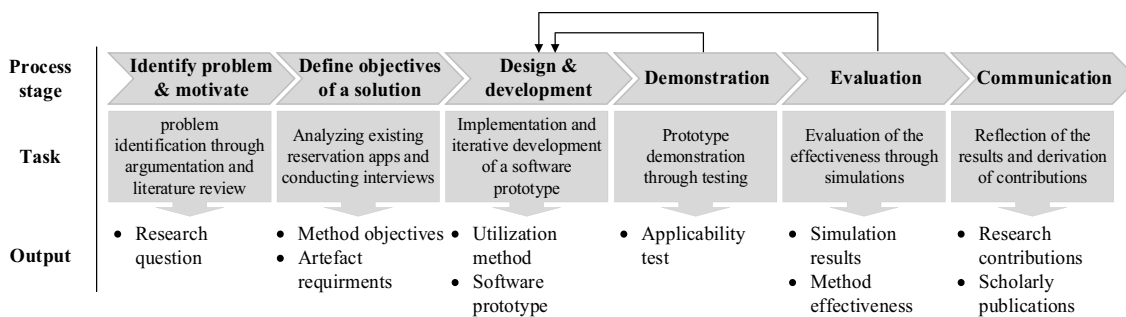 Process
stage
Identify problem
& motivate
Define objectives
of a solution
Design &
development
Demonstration
Evaluation
Communication
Task
problem
identification through
argumentation and
literature review
Analyzing existing
reservation apps and
conducting interviews
Implementation and
iterative development
of a software
prototype
Prototype
demonstration
through testing
Evaluation of the
effectiveness through
simulations
Reflection of the
results and derivation
of contributions
Output
• Research
question
• Method objectives
• Artefact
requirments
• Utilization
method
• Software
prototype
• Applicability
test
• Simulation
results
• Method
effectiveness
• Research
contributions
• Scholarly
publications